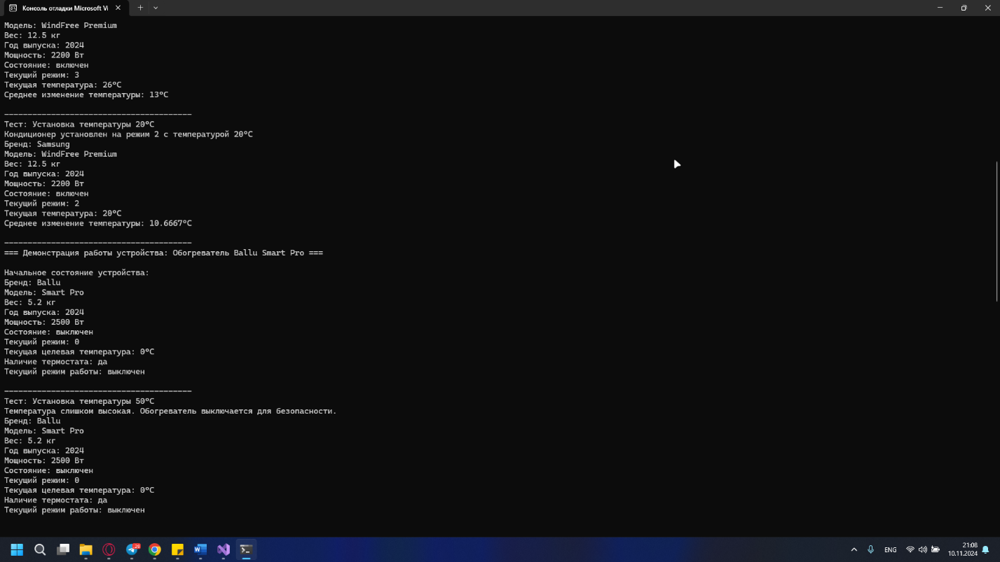 Консоль отладки Microsoft Vi
Модель: WindFree Premium
Вес: 12.5 кг
Год выпуска: 2024
Мощность: 2200 Вт
Состояние: включен
Текущий режим: 3
Текущая температура: 26°C
Среднее изменение температуры: 13°C
----------------------------------------
Тест: Установка температуры 20°C
Кондиционер установлен на режим 2 с температурой 20°C
Бренд: Samsung
Модель: WindFree Premium
Вес: 12.5 кг
Год выпуска: 2024
Мощность: 2200 Вт
Состояние: включен
Текущий режим: 2
Текущая температура: 20°C
Среднее изменение температуры: 10.6667°C
----------------------------------------
=== Демонстрация работы устройства: Обогреватель Ballu Smart Pro ===
Начальное состояние устройства:
Бренд: Ballu
Модель: Smart Pro
Вес: 5.2 кг
Год выпуска: 2024
Мощность: 2500 Вт
Состояние: выключен
Текущий режим: 0
Текущая целевая температура: 0°C
Наличие термостата: да
Текущий режим работы: выключен
----------------------------------------
Тест: Установка температуры 50°C
Температура слишком высокая. Обогреватель выключается для безопасности.
Бренд: Ballu
Модель: Smart Pro
Вес: 5.2 кг
Год выпуска: 2024
Мощность: 2500 Вт
Состояние: выключен
Текущий режим: 0
Текущая целевая температура: 0°C
Наличие термостата: да
Текущий режим работы: выключен
ENG
21:08
10.11.2024